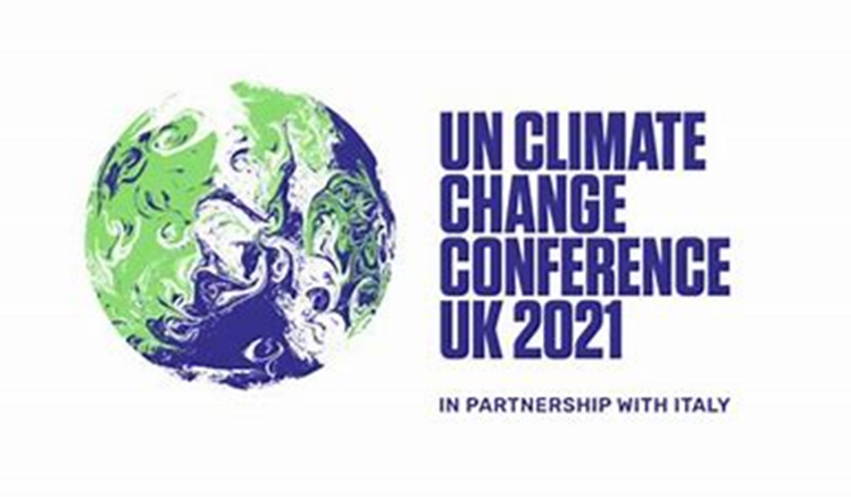 UN CLIMATE
CHANGE
CONFERENCE
UK 2021
IN PARTNERSHIP WITH ITALY